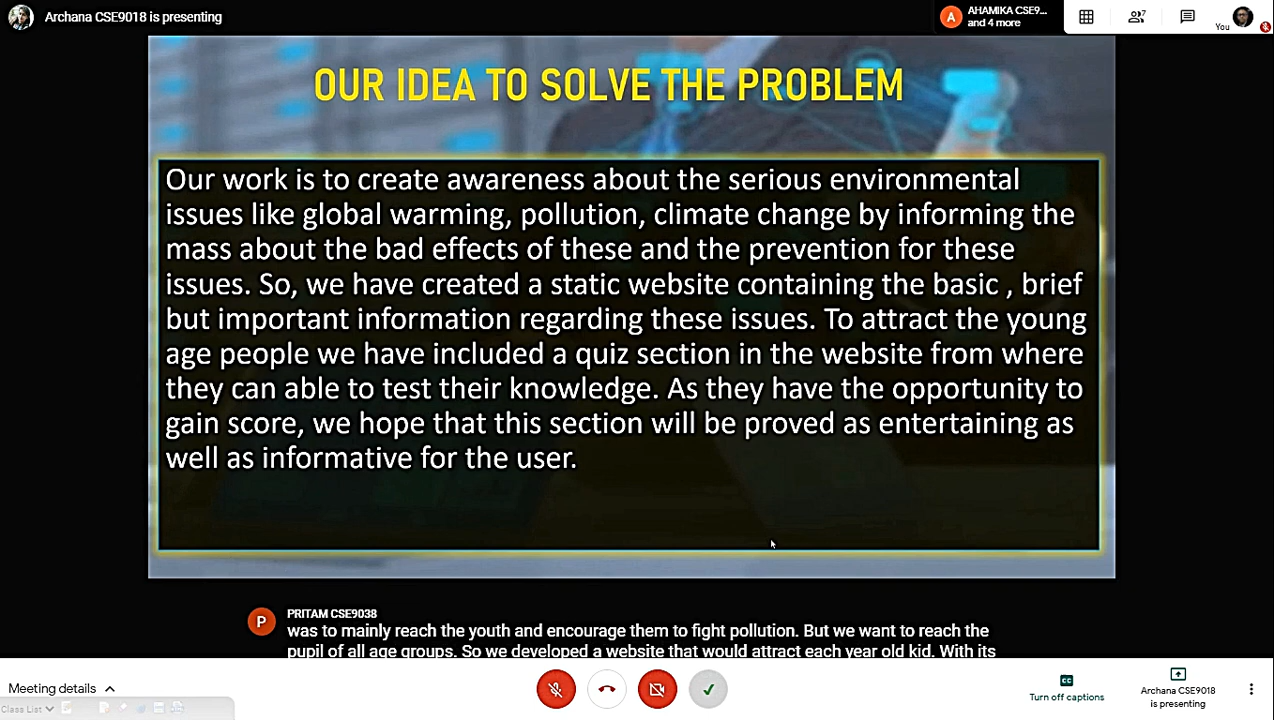 Archana CSE9018 is presenting
AHAMIKA CSE9...
and 4 more
7
You
OUR IDEA TO SOLVE THE PROBLEM
Our work is to create awareness about the serious environmental
issues like global warming, pollution, climate change by informing the
mass about the bad effects of these and the prevention for these
issues. So, we have created a static website containing the basic , brief
but important information regarding these issues. To attract the young
age people we have included a quiz section in the website from where
they can able to test their knowledge. As they have the opportunity to
gain score, we hope that this section will be proved as entertaining as
well as informative for the user.
P
PRITAM CSE9038
was to mainly reach the youth and encourage them to fight pollution. But we want to reach the
pupil of all age groups. So we developed a website that would attract each year old kid. With its
Meeting details
Class List
Turn off captions
Archana CSE9018
is presenting